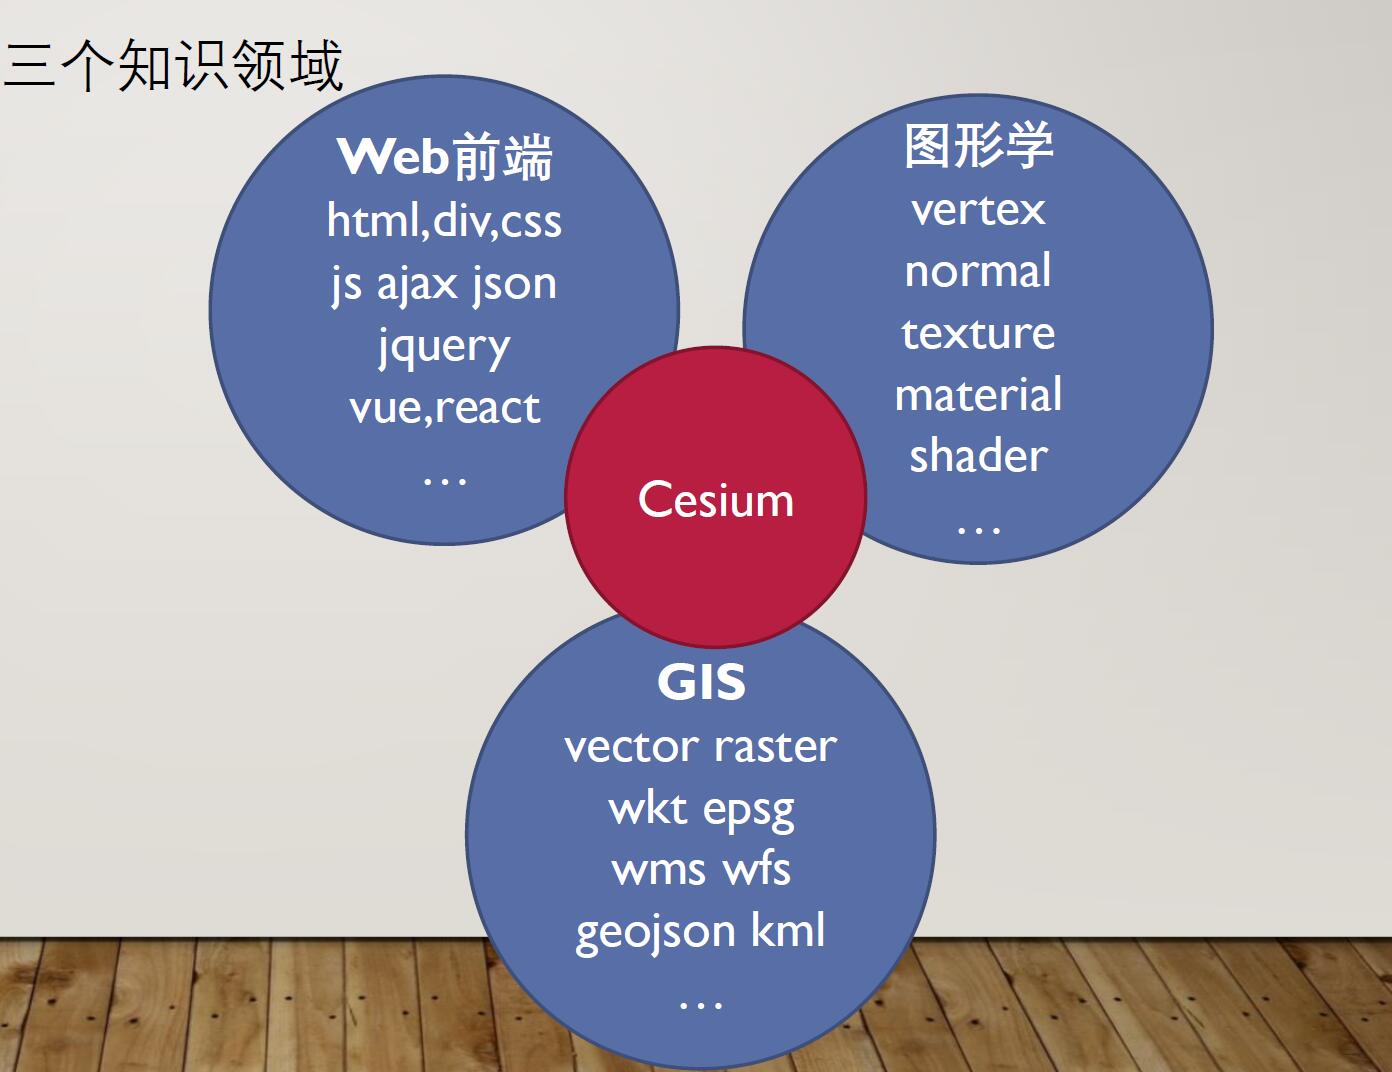 三个知识领域
Web前端
html,div,css
js ajax json
jquery
vue,react
...
图形学
vertex
normal
texture
material
shader
...
Cesium
GIS
vector raster
wkt epsg
wms wfs
geojson kml
...